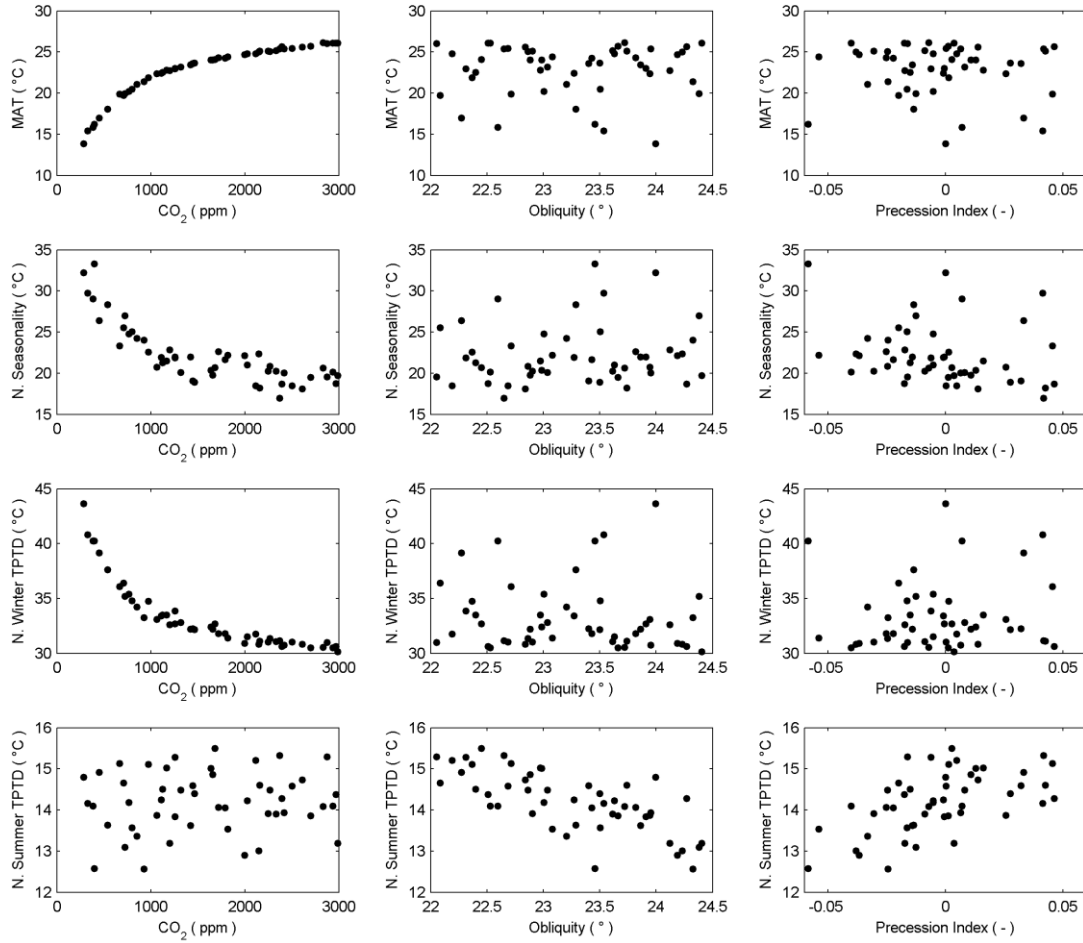 30
25
20
15
10
MAT ( °C )
0 1000 2000 3000
CO2 ( ppm )
22 22.5 23 23.5 24 24.5
Obliquity ( ° )
-0.05 0 0.05
Precession Index ( - )
35
30
25
20
15
N. Seasonality ( °C )
0 1000 2000 3000
CO2 ( ppm )
35
30
25
20
15
N. Seasonality ( °C )
22 22.5 23 23.5 24 24.5
Obliquity ( ° )
35
30
25
20
15
N. Seasonality ( °C )
-0.05 0 0.05
Precession Index ( - )
45
40
35
30
N. Winter TPTD ( °C )
0 1000 2000 3000
CO2 ( ppm )
45
40
35
30
N. Winter TPTD ( °C )
22 22.5 23 23.5 24 24.5
Obliquity ( ° )
45
40
35
30
N. Winter TPTD ( °C )
-0.05 0 0.05
Precession Index ( - )
16
15
14
13
12
N. Summer TPTD ( °C )
0 1000 2000 3000
CO2 ( ppm )
16
15
14
13
12
N. Summer TPTD ( °C )
22 22.5 23 23.5 24 24.5
Obliquity ( ° )
16
15
14
13
12
N. Summer TPTD ( °C )
-0.05 0 0.05
Precession Index ( - )
30
25
20
15
10
MAT ( °C )
30
25
20
15
10
MAT ( °C )